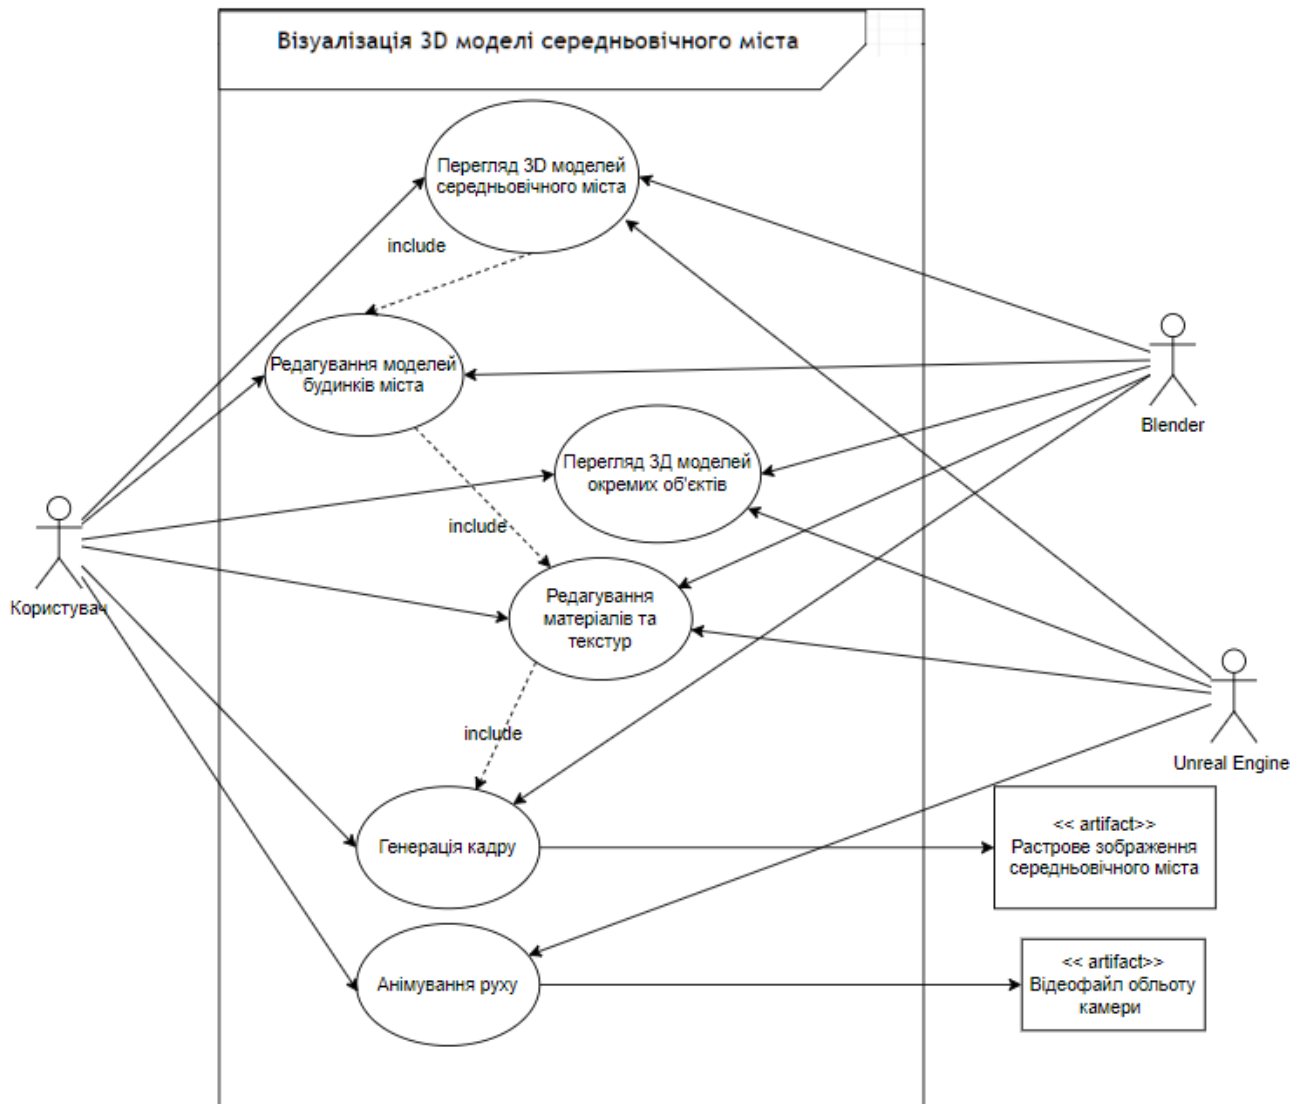 Візуалізація 3D моделі середньовічного міста
Перегляд 3D моделей
середньовічного міста
include
Редагування моделей
будинків міста
Blender
Перегляд 3Д моделей
окремих об'єктів
include
Користувач
Редагування
матеріалів та
текстур
include
Unreal Engine
Генерація кадру
<< artifact>>
Растрове зображення
середньовічного міста
Анімування руху
<< artifact>>
Відеофайл обльоту
камери